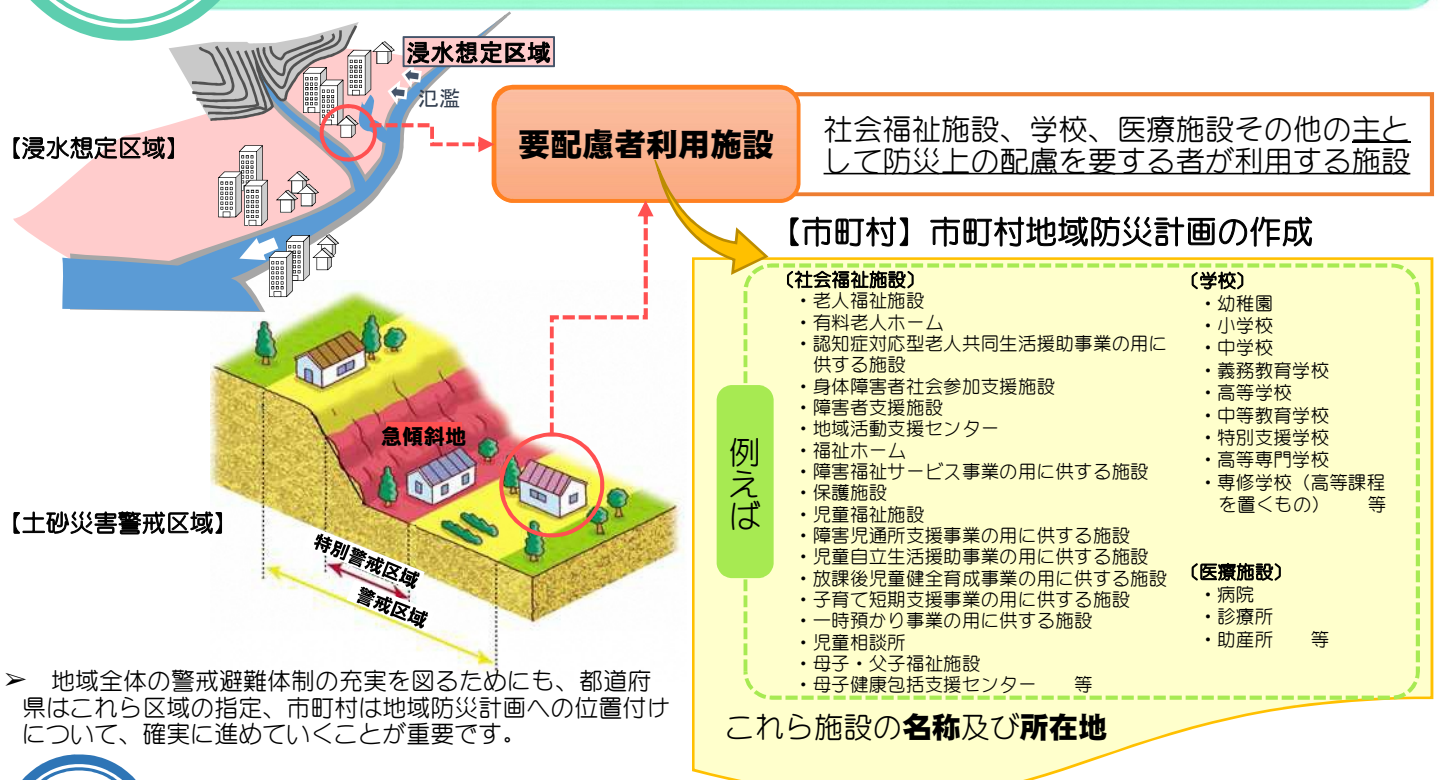 浸水想定区域
氾濫
【浸水想定区域】
要配慮者利用施設
社会福祉施設、学校、医療施設その他の主と
して防災上の配慮を要する者が利用する施設
【市町村】市町村地域防災計画の作成
例えば
〔社会福祉施設〕
・老人福祉施設
・有料老人ホーム
・認知症対応型老人共同生活援助事業の用に
供する施設
・身体障害者社会参加支援施設
・障害者支援施設
・地域活動支援センター
・福祉ホーム
・障害福祉サービス事業の用に供する施設
・保護施設
・児童福祉施設
・障害児通所支援事業の用に供する施設
・児童自立生活援助事業の用に供する施設
・放課後児童健全育成事業の用に供する施設
・子育て短期支援事業の用に供する施設
・一時預かり事業の用に供する施設
・児童相談所
・母子・父子福祉施設
・母子健康包括支援センター　等
〔学校〕
・幼稚園
・小学校
・中学校
・義務教育学校
・高等学校
・中等教育学校
・特別支援学校
・高等専門学校
・専修学校（高等課程
を置くもの）　等
〔医療施設〕
・病院
・診療所
・助産所　等
これら施設の名称及び所在地
急傾斜地
【土砂災害警戒区域】
特別警戒区域
警戒区域
➢ 地域全体の警戒避難体制の充実を図るためにも、都道府
県はこれら区域の指定、市町村は地域防災計画への位置付け
について、確実に進めていくことが重要です。